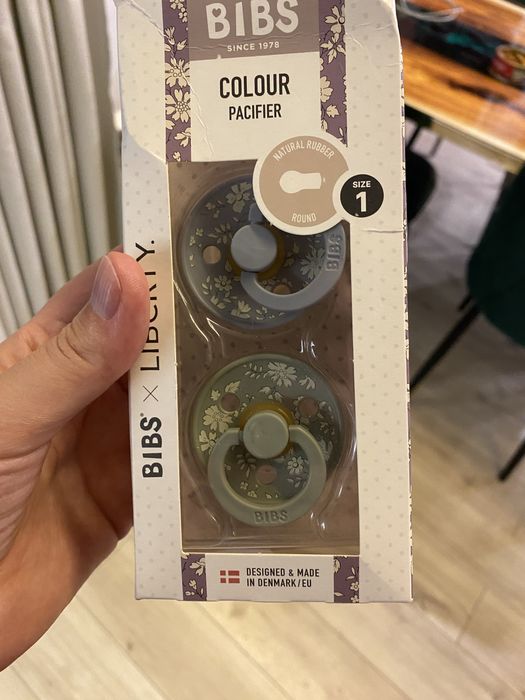 BIBS
SINCE 1978
COLOUR
PACIFIER
NATURAL RUBBER
ROUND
SIZE
1
BIBS® × LIBERTY.
BIBS
BIBS
DESIGNED & MADE
IN DENMARK/EU